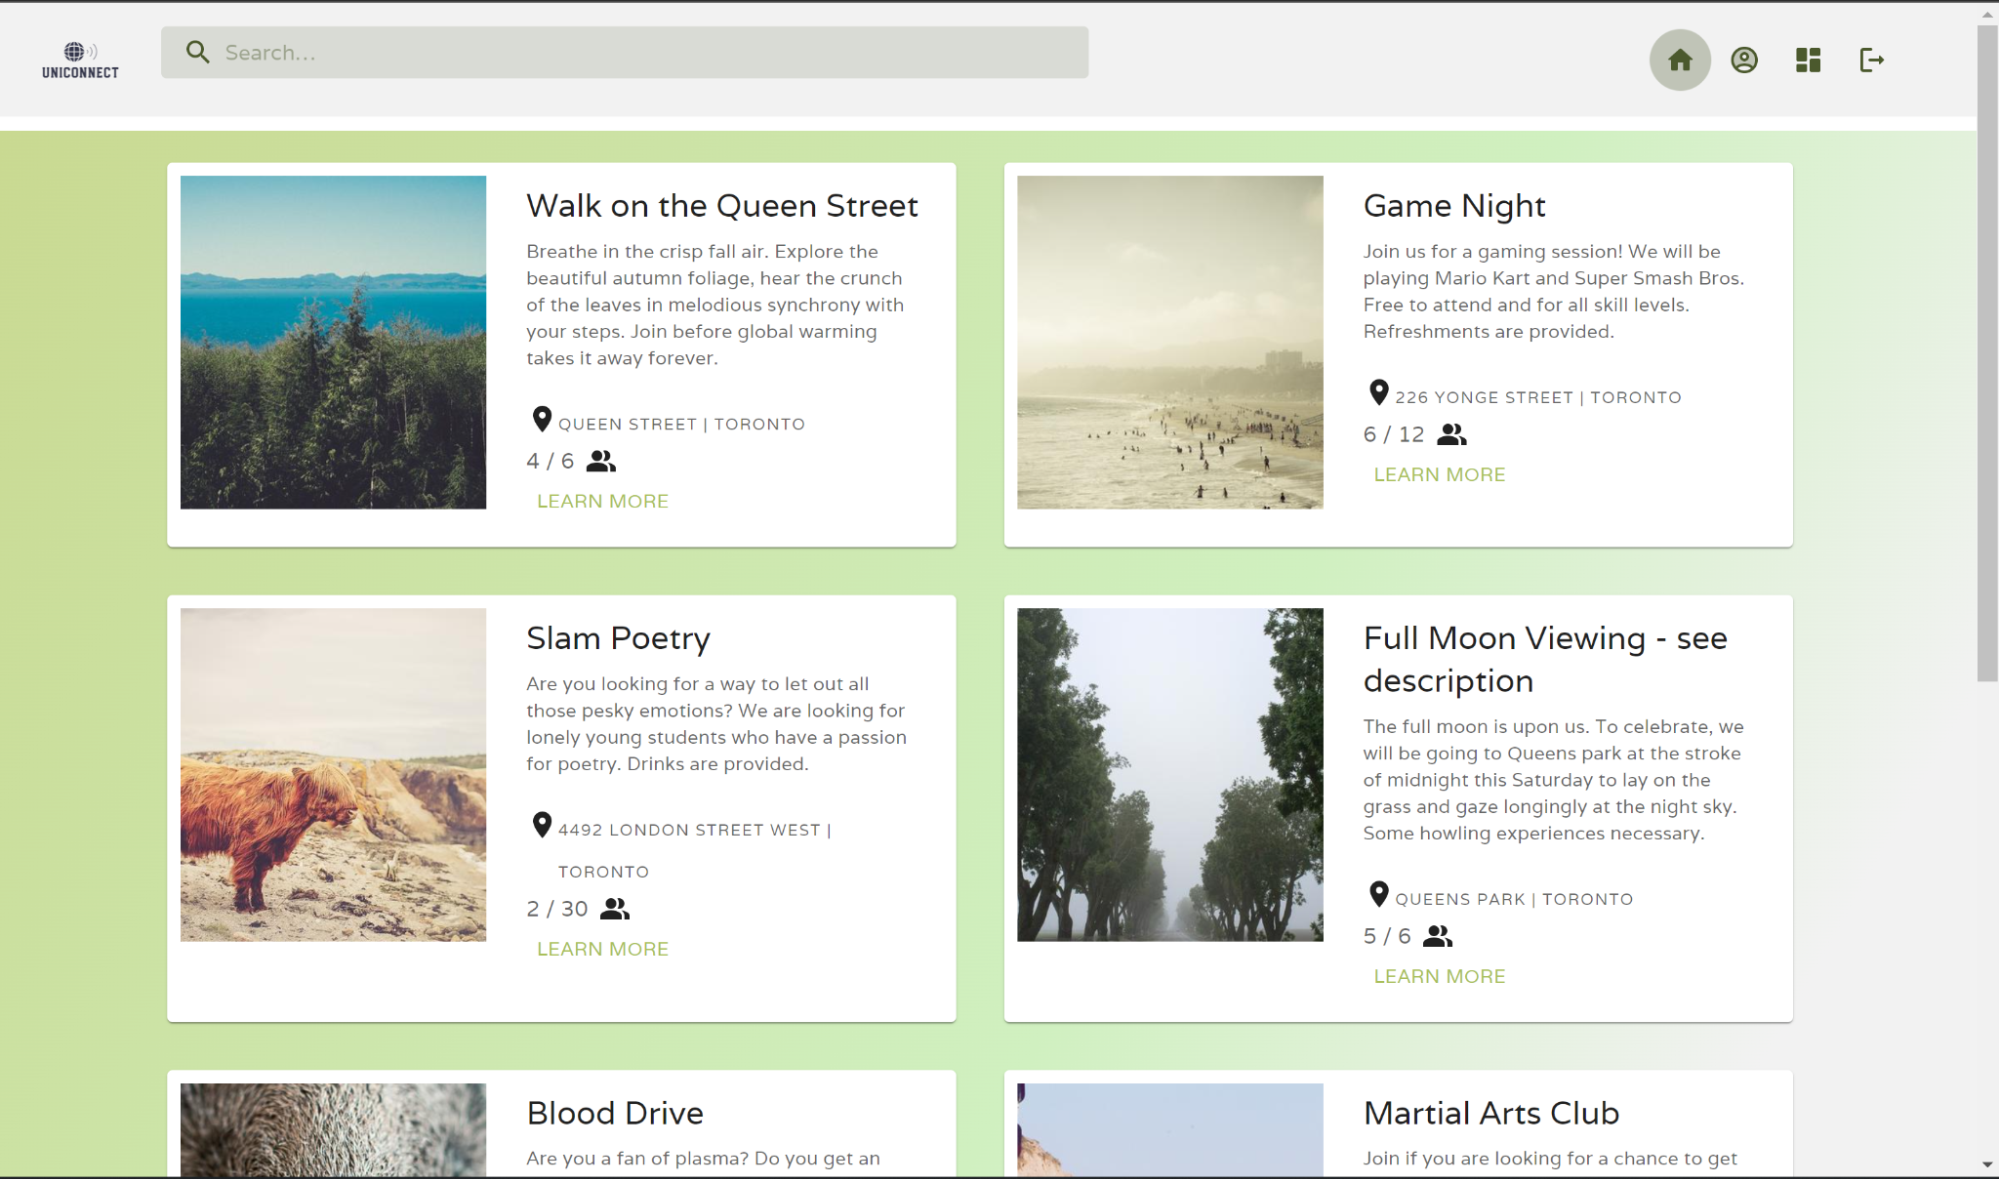 UNICONNECT
Search...
Walk on the Queen Street
Breathe in the crisp fall air. Explore the
beautiful autumn foliage, hear the crunch
of the leaves in melodious synchrony with
your steps. Join before global warming
takes it away forever.
QUEEN STREET | TORONTO
4 / 6
LEARN MORE
Game Night
Join us for a gaming session! We will be
playing Mario Kart and Super Smash Bros.
Free to attend and for all skill levels.
Refreshments are provided.
226 YONGE STREET | TORONTO
6 / 12
LEARN MORE
Slam Poetry
Are you looking for a way to let out all
those pesky emotions? We are looking for
lonely young students who have a passion
for poetry. Drinks are provided.
4492 LONDON STREET WEST |
TORONTO
2 / 30
LEARN MORE
Full Moon Viewing - see
description
The full moon is upon us. To celebrate, we
will be going to Queens park at the stroke
of midnight this Saturday to lay on the
grass and gaze longingly at the night sky.
Some howling experiences necessary.
QUEENS PARK | TORONTO
5 / 6
LEARN MORE
Blood Drive
Are you a fan of plasma? Do you get an
Martial Arts Club
Join if you are looking for a chance to get